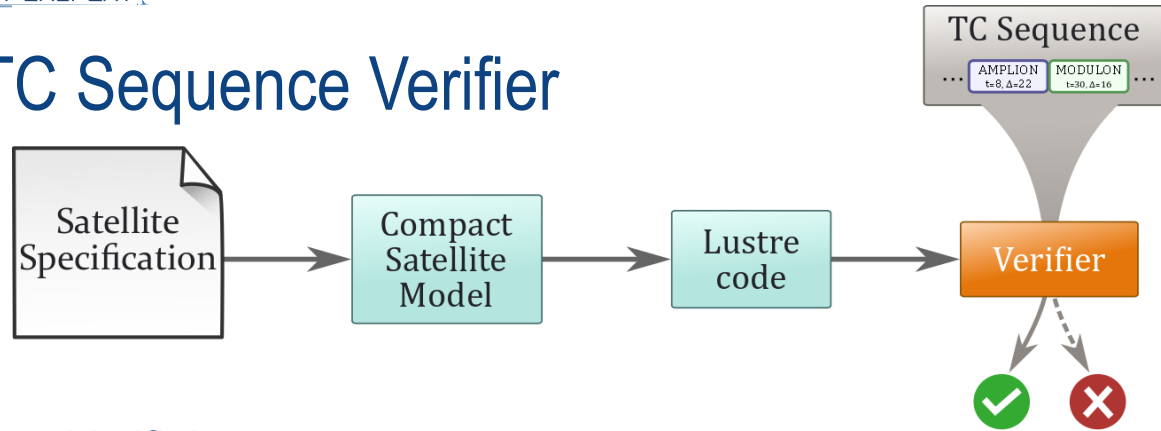 TC Sequence Verifier
TC Sequence
... AMPLION MODULON ...
t=8, Δ=22 t=30, Δ=16
Satellite
Specification
Compact
Satellite
Model
Lustre
code
Verifier